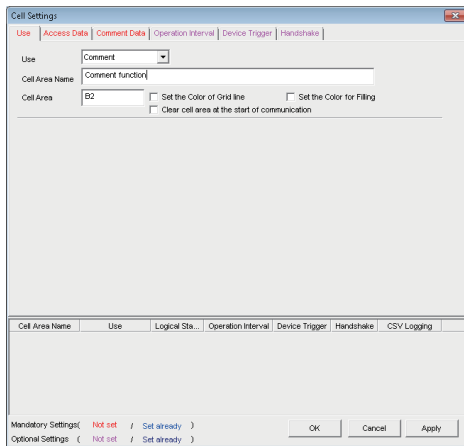 Cell Settings
Use Access Data Comment Data Operation Interval Device Trigger Handshake
Use Comment
Cell Area Name Comment function
Cell Area B2 Set the Color of Grid line Set the Color for Filling
Clear cell area at the start of communication
Cell Area Name Use Logical Sta... Operation Interval Device Trigger Handshake CSV Logging
Mandatory Settings( Not set / Set already )
Optional Settings ( Not set / Set already )
OK Cancel Apply